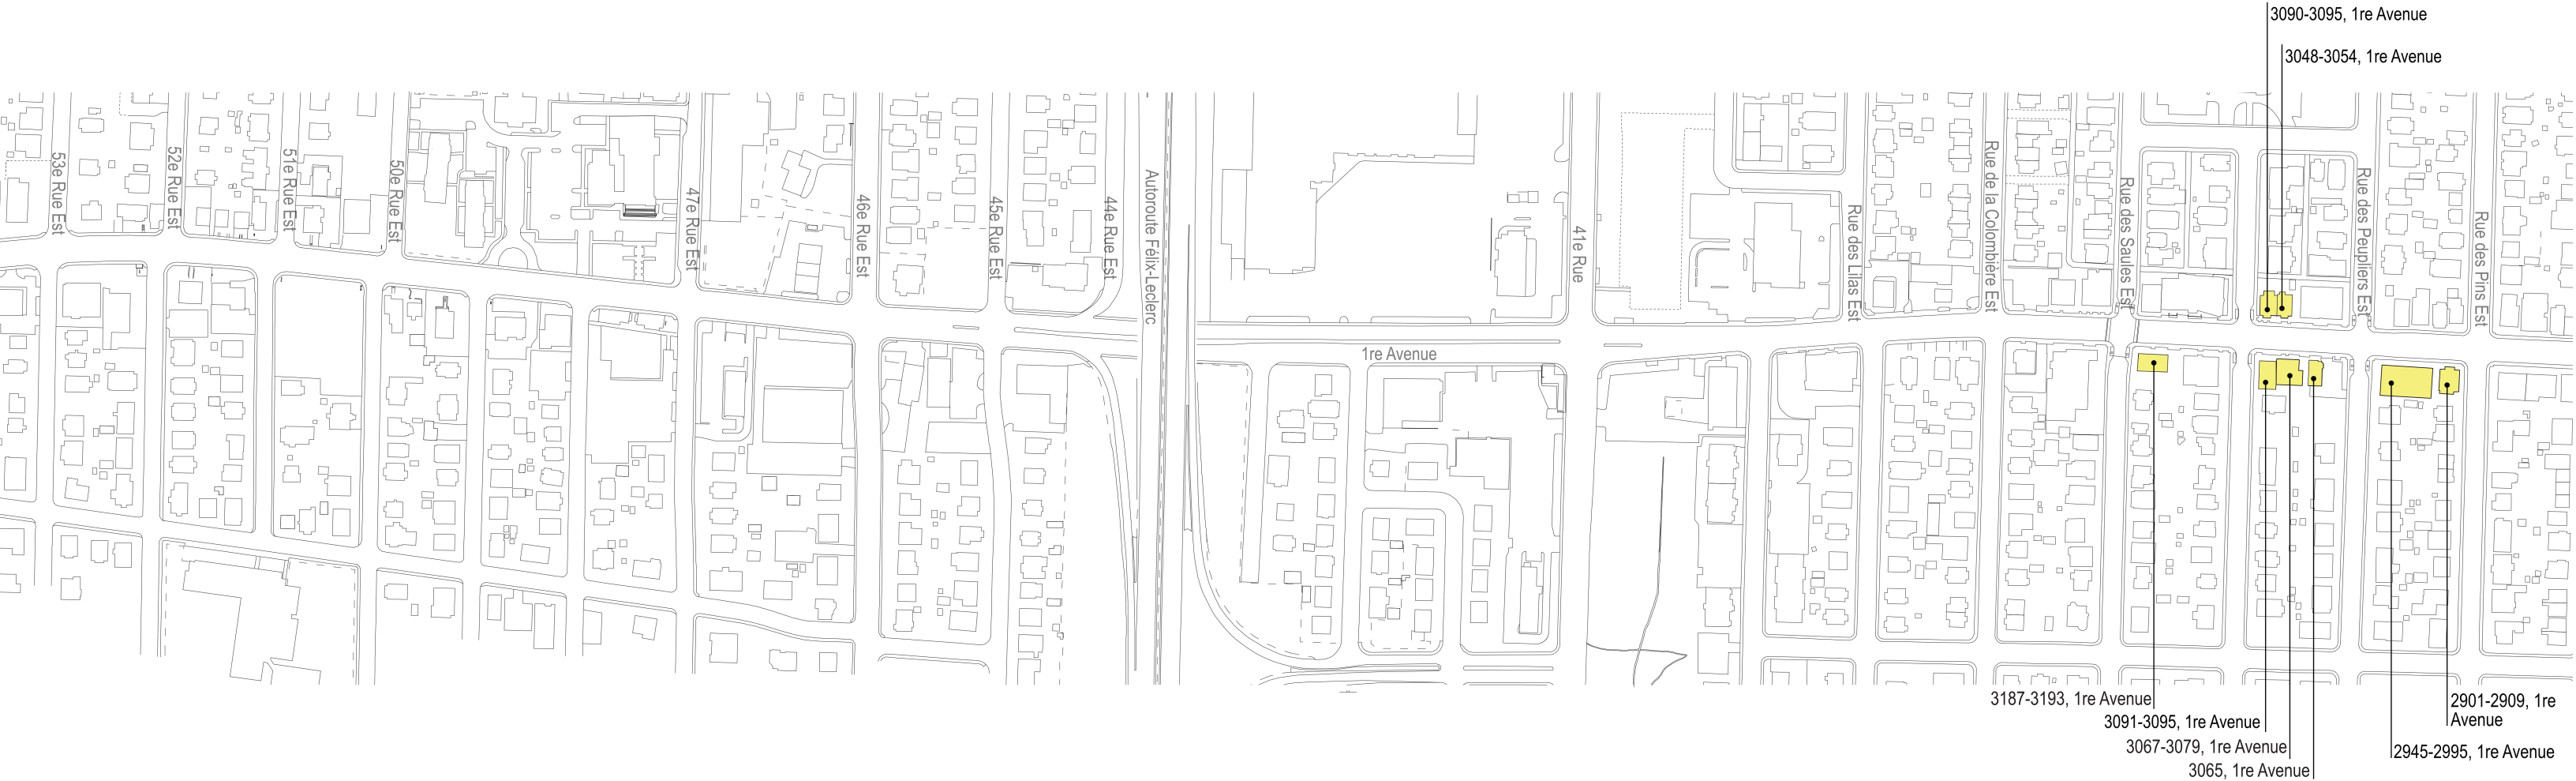 3090-3095, 1re Avenue
3048-3054, 1re Avenue
53e Rue Est
52e Rue Est
51e Rue Est
50e Rue Est
47e Rue Est
46e Rue Est
45e Rue Est
44e Rue Est
Autoroute Félix-Leclerc
41e Rue
Rue des Lilas Est
Rue de la Colombière Est
Rue des Saules Est
Rue des Peupliers Est
Rue des Pins Est
1re Avenue
3187-3193, 1re Avenue
3091-3095, 1re Avenue
3067-3079, 1re Avenue
3065, 1re Avenue
2901-2909, 1re
Avenue
2945-2995, 1re Avenue